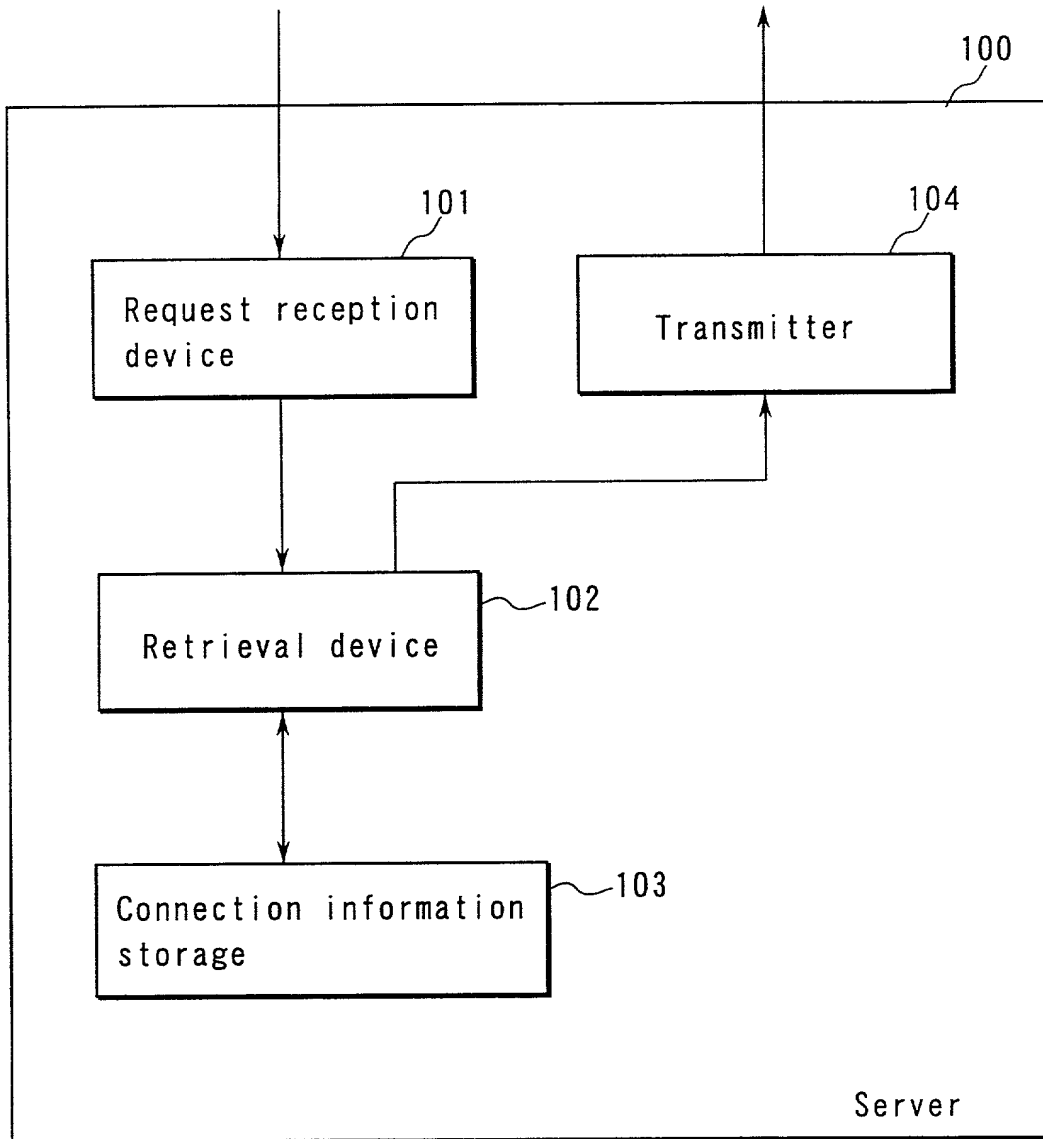 100
101
104
Request reception
device
Transmitter
102
Retrieval device
103
Connection information
storage
Server